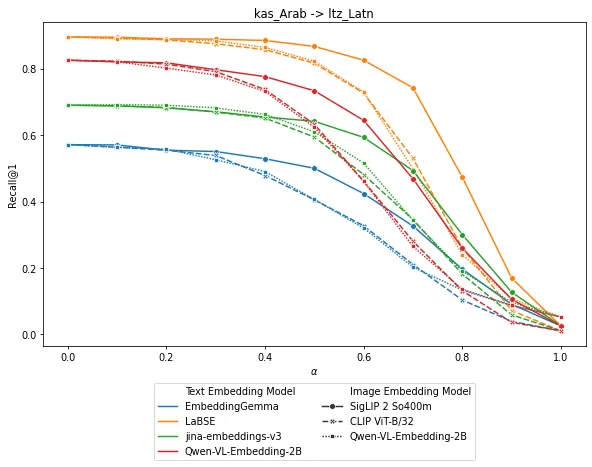 kas_Arab -> ltz_Latn
Recall@1
0.8
0.6
0.4
0.2
0.0
0.0 0.2 0.4 0.6 0.8 1.0
α
Text Embedding Model
EmbeddingGemma
LaBSE
jina-embeddings-v3
Qwen-VL-Embedding-2B
Image Embedding Model
SigLIP 2 So400m
CLIP ViT-B/32
Qwen-VL-Embedding-2B